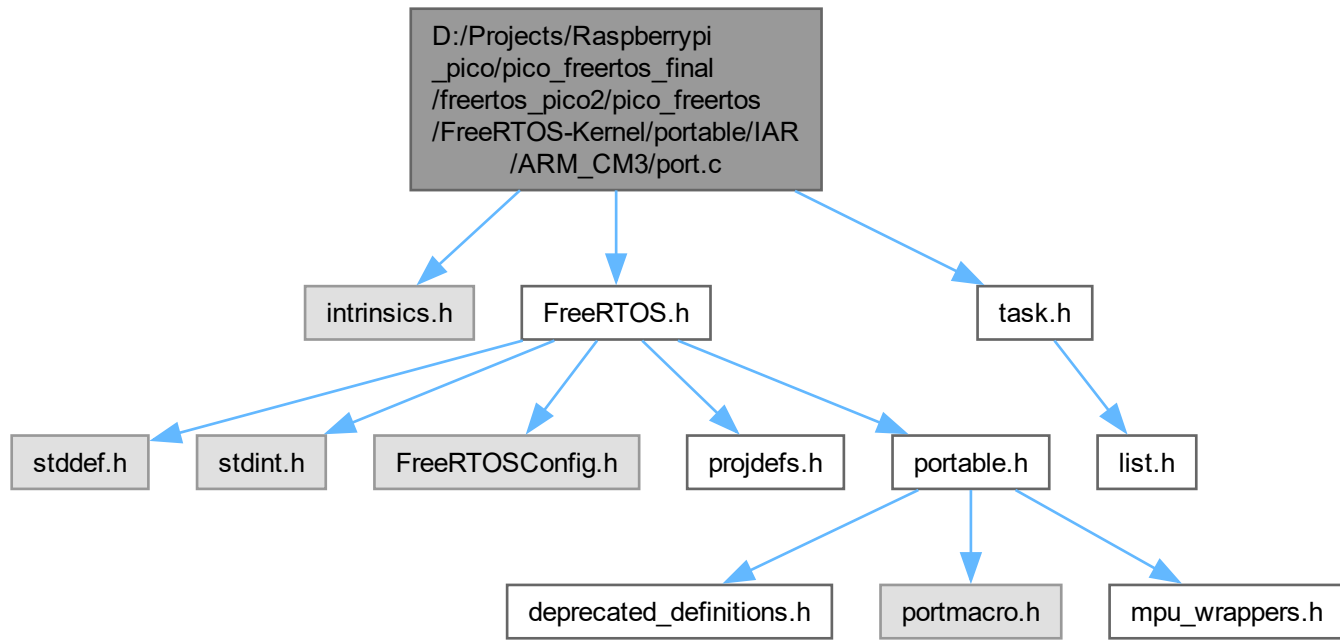 D:/Projects/Raspberrypi
_pico/pico_freertos_final
/freertos_pico2/pico_freertos
/FreeRTOS-Kernel/portable/IAR
/ARM_CM3/port.c
intrinsics.h
FreeRTOS.h
task.h
stddef.h
stdint.h
FreeRTOSConfig.h
projdefs.h
portable.h
list.h
deprecated_definitions.h
portmacro.h
mpu_wrappers.h